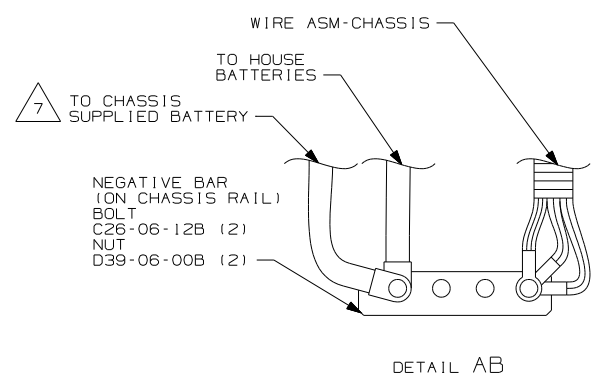 WIRE ASM-CHASSIS
TO HOUSE
BATTERIES
7
TO CHASSIS
SUPPLIED BATTERY
NEGATIVE BAR
(ON CHASSIS RAIL)
BOLT
C26-06-12B (2)
NUT
D39-06-00B (2)
DETAIL AB